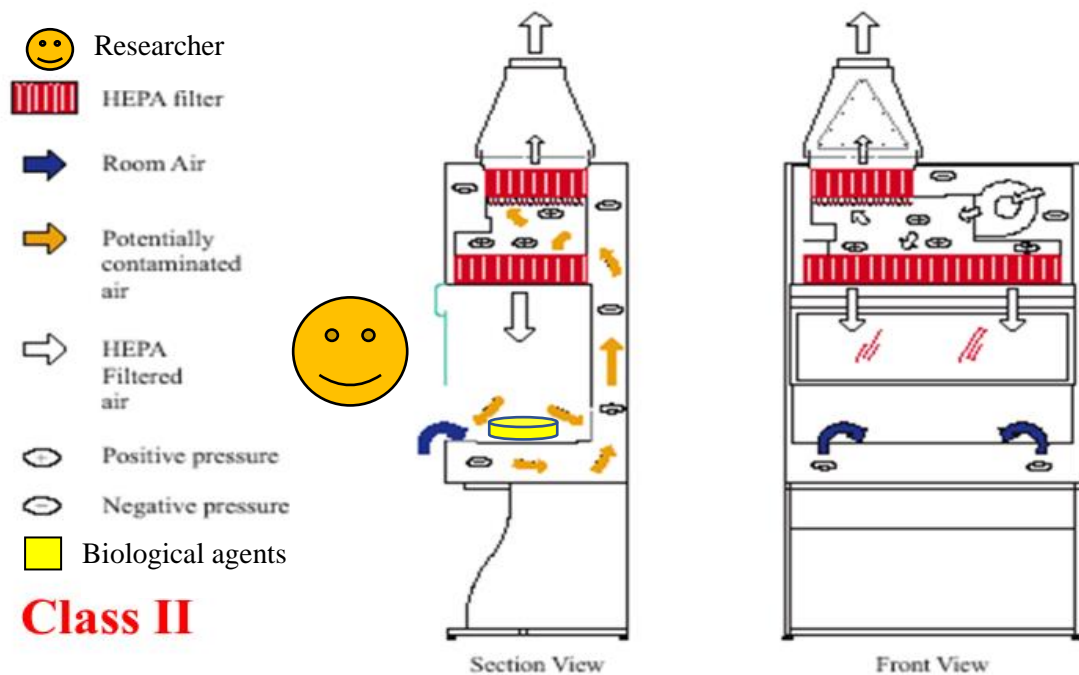 Researcher
HEPA filter
Room Air
Potentially
contaminated
air
HEPA
Filtered
air
Positive pressure
Negative pressure
Biological agents
Class II
Section View
Front View